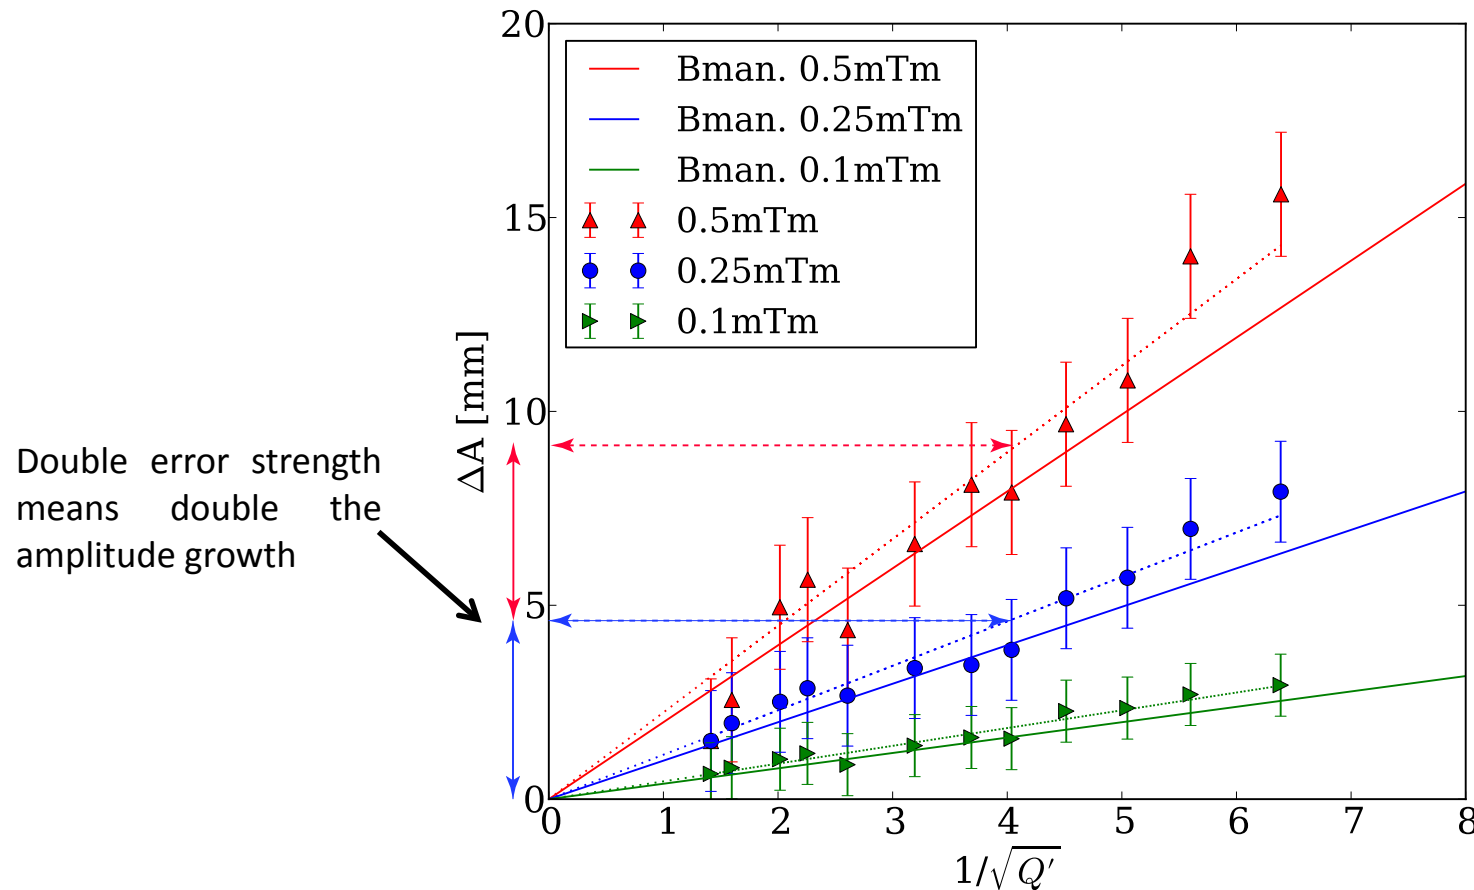 20
15
10
5
0
ΔA [mm]
Bman. 0.5mTm
Bman. 0.25mTm
Bman. 0.1mTm
0.5mTm
0.25mTm
0.1mTm
Double error strength
means double the
amplitude growth
0 1 2 3 4 5 6 7 8
1/√Q′